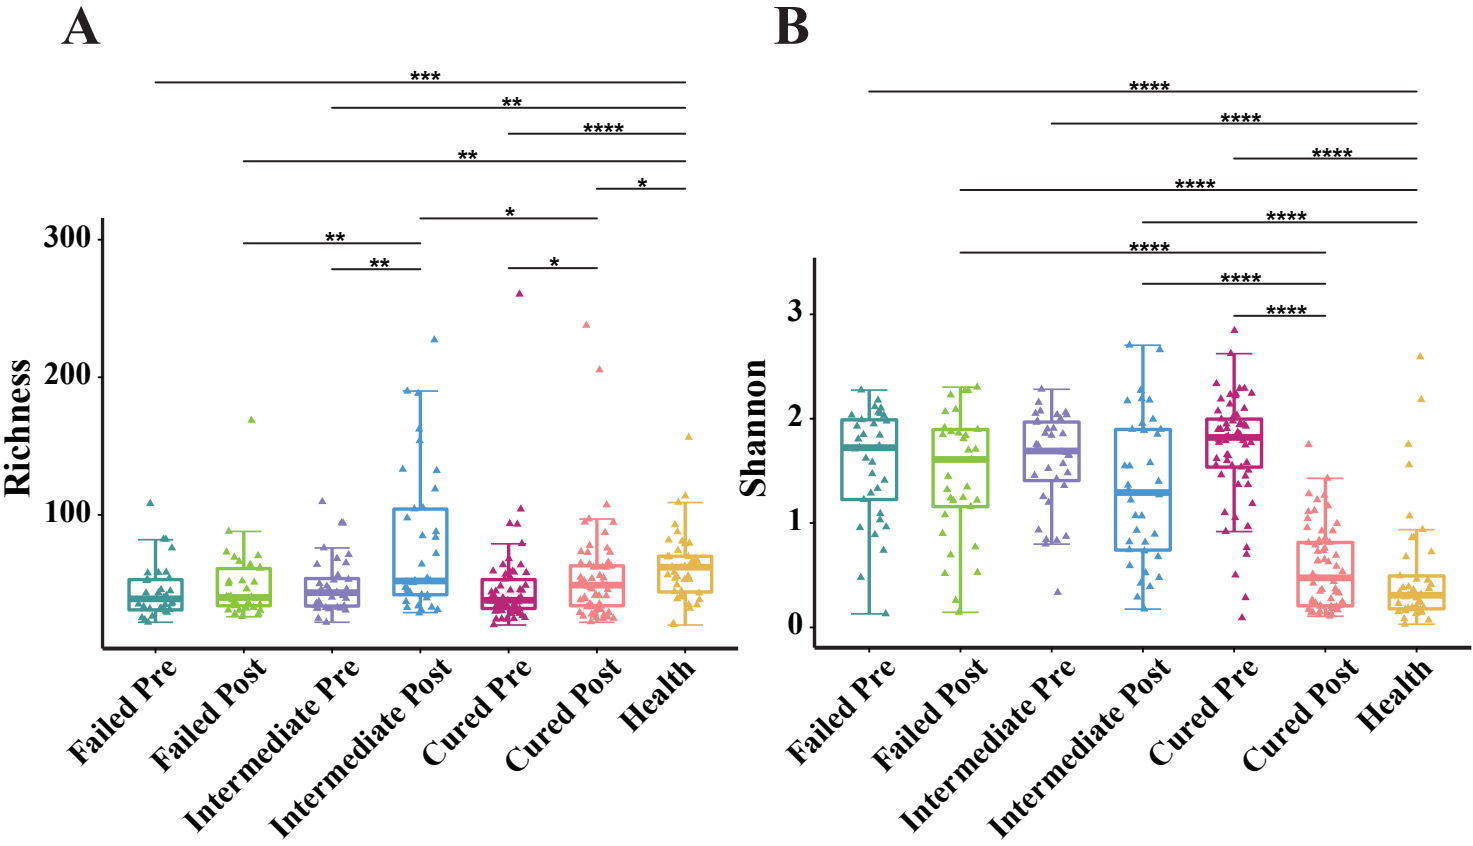 A
***
**
****
**
*
*
**
**
*
300
200
100
Richness
Failed Pre
Failed Post
Intermediate Pre
Intermediate Post
Cured Pre
Cured Post
Health
B
****
****
****
****
****
****
****
****
3
2
1
0
Shannon
Failed Pre
Failed Post
Intermediate Pre
Intermediate Post
Cured Pre
Cured Post
Health